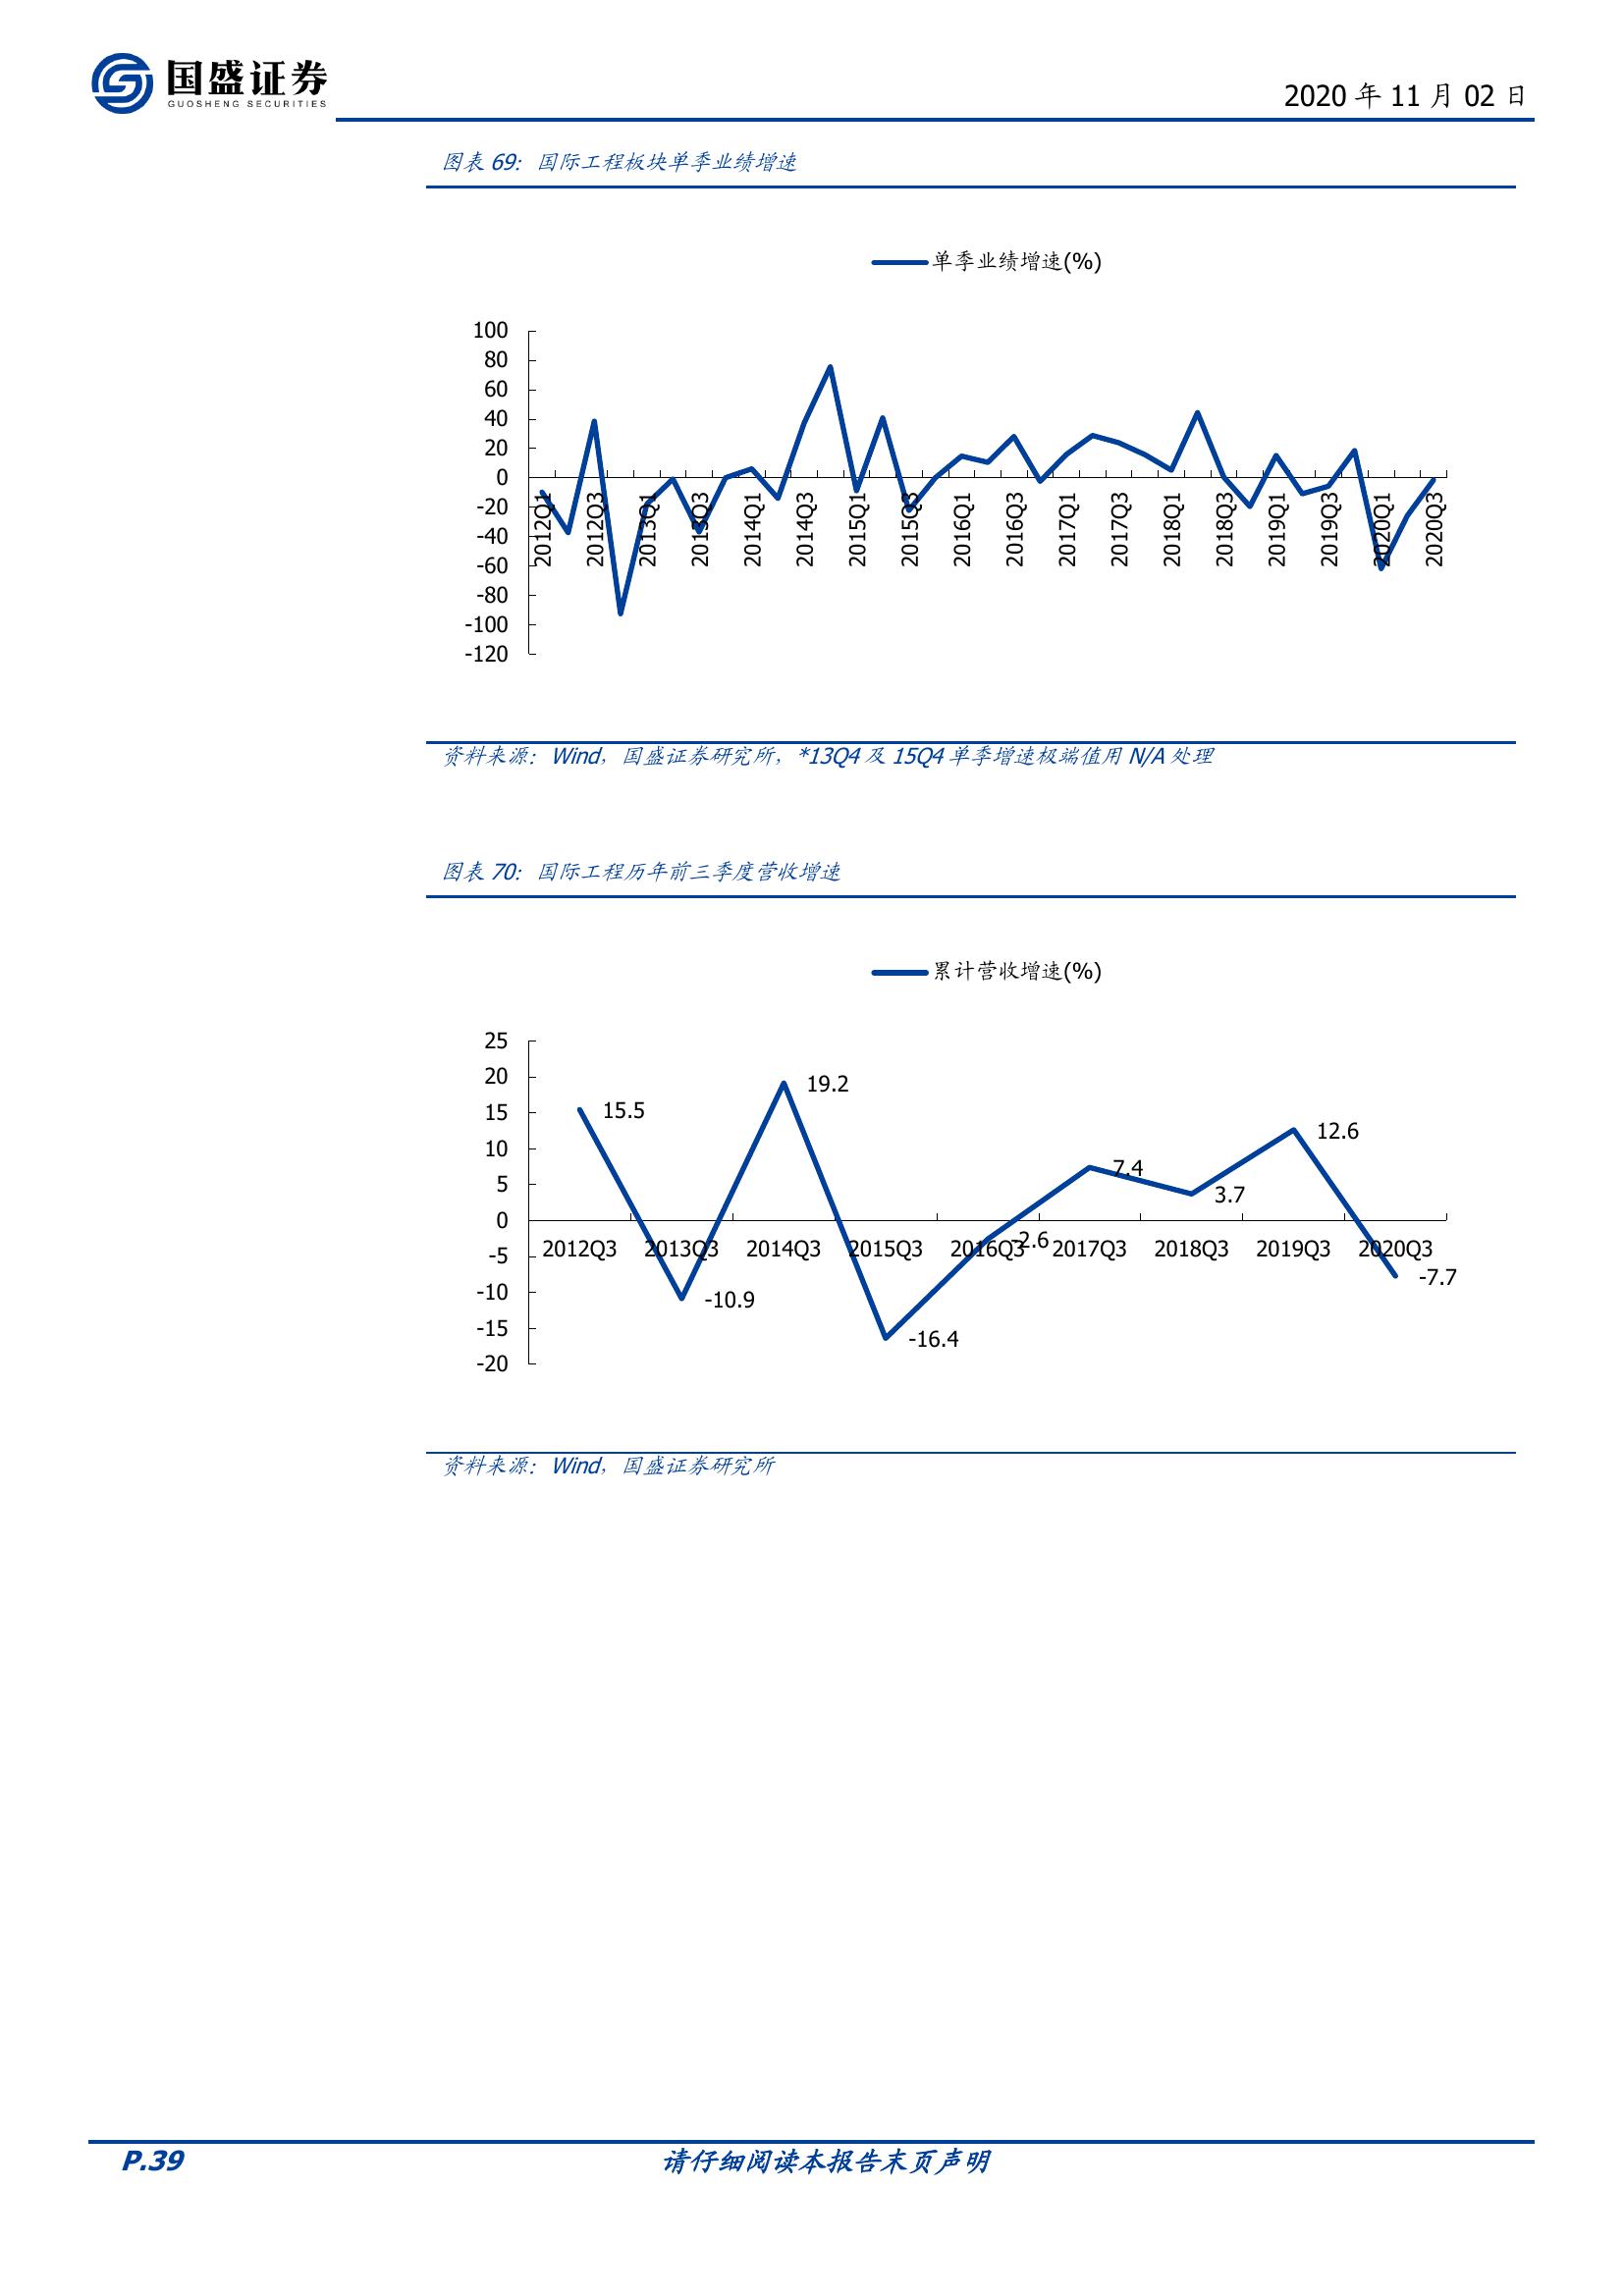 国盛证券
GUOSHENG SECURITIES
2020 年 11 月 02 日
图表 69: 国际工程板块单季业绩增速
单季业绩增速(%)
100
80
60
40
20
0
-20
-40
-60
-80
-100
-120
2012Q1
2012Q3
2013Q1
2013Q3
2014Q1
2014Q3
2015Q1
2015Q3
2016Q1
2016Q3
2017Q1
2017Q3
2018Q1
2018Q3
2019Q1
2019Q3
2020Q1
2020Q3
资料来源: Wind, 国盛证券研究所, *13Q4 及 15Q4 单季增速极端值用 N/A 处理
图表 70: 国际工程历年前三季度营收增速
累计营收增速(%)
25
20
15
10
5
0
-5
-10
-15
-20
15.5
-10.9
19.2
-16.4
-2.6
7.4
3.7
12.6
-7.7
2012Q3
2013Q3
2014Q3
2015Q3
2016Q3
2017Q3
2018Q3
2019Q3
2020Q3
资料来源: Wind, 国盛证券研究所
P.39
请仔细阅读本报告末页声明